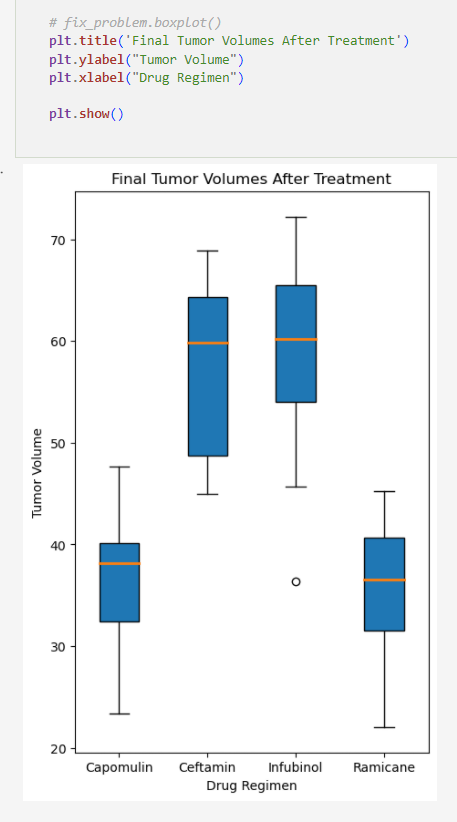 # fix_problem.boxplot()
plt.title('Final Tumor Volumes After Treatment')
plt.ylabel("Tumor Volume")
plt.xlabel("Drug Regimen")
plt.show()
Final Tumor Volumes After Treatment
70
60
50
40
30
20
Tumor Volume
Capomulin Ceftamin Infubinol Ramicane
Drug Regimen